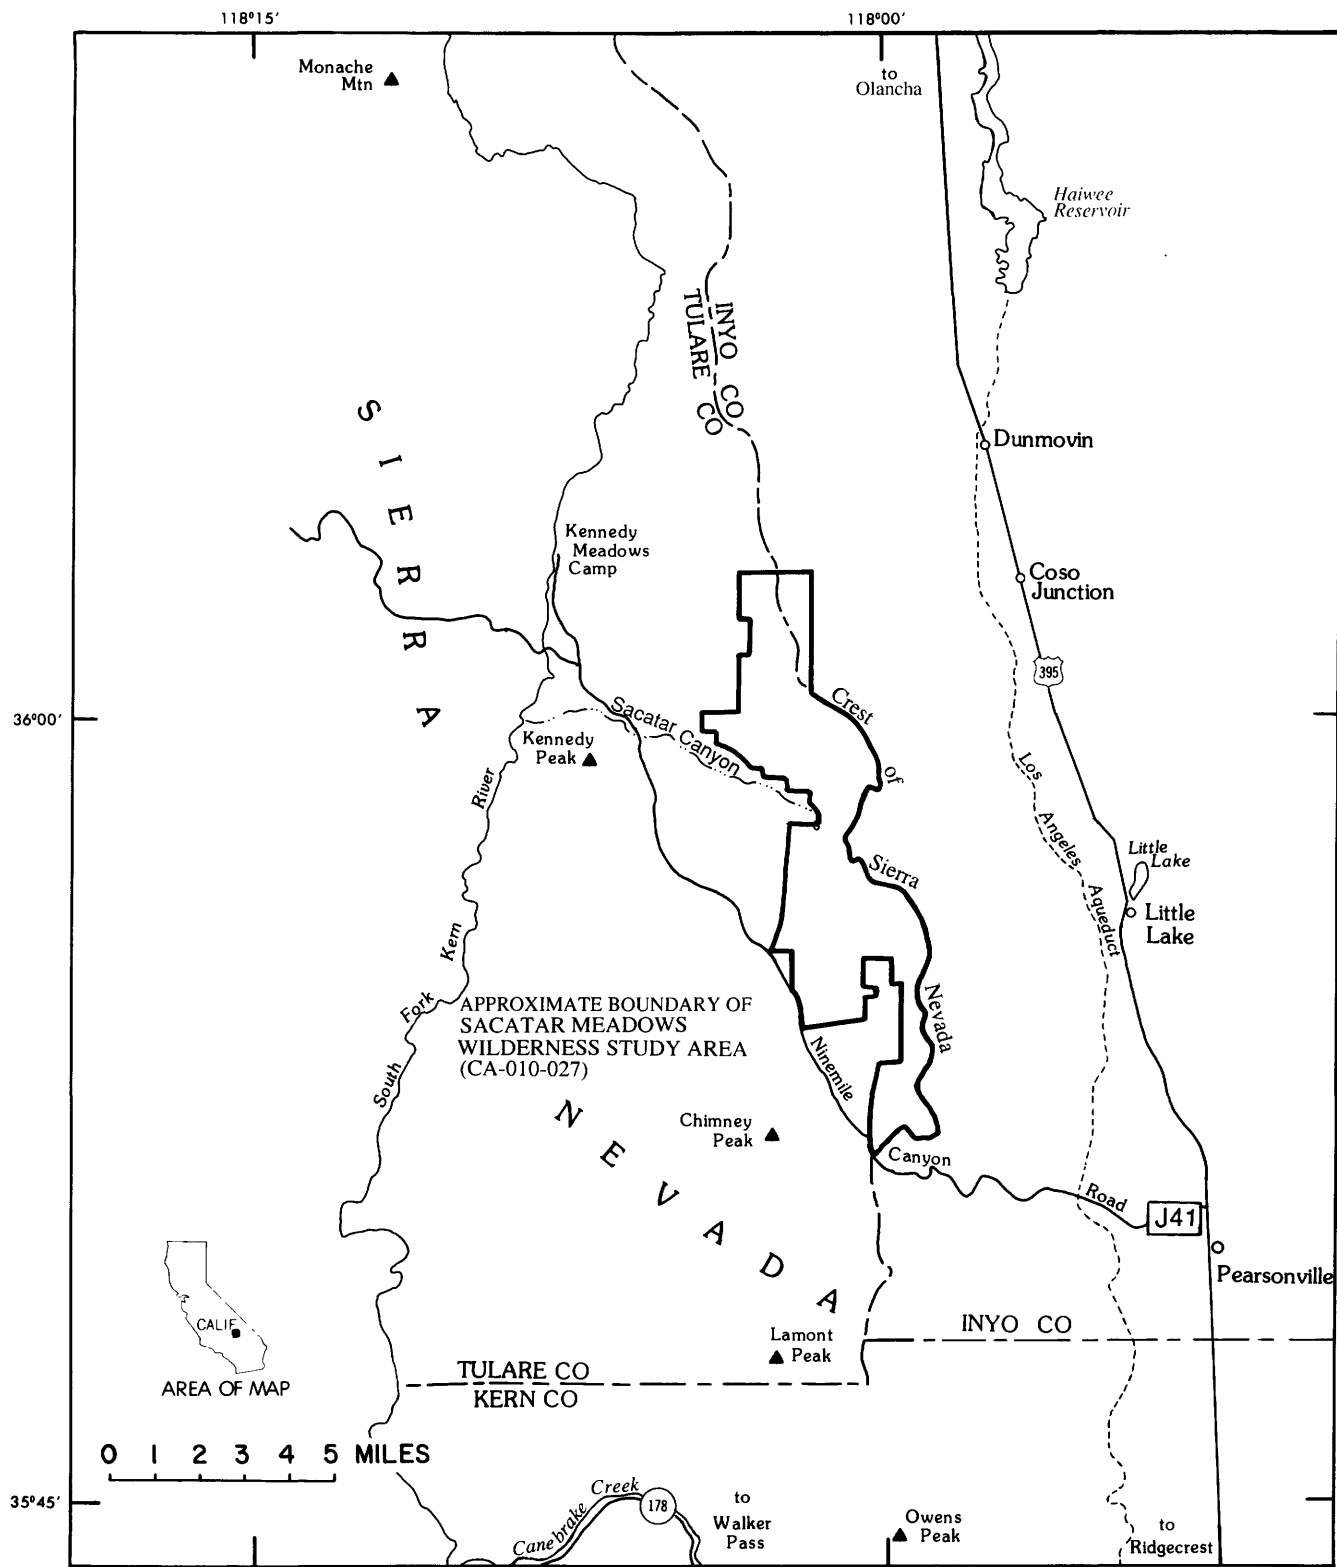 118°15'
118°00'
Monache
Mtn
to
Olancha
Haiwee
Reservoir
INYO CO
TULARE CO
SIERRA
Dunmovin
Kennedy
Meadows
Camp
Coso
Junction
395
36°00'
Sacatar Canyon
Crest
of
Sierra
Nevada
Kennedy
Peak
Los
Angeles
Aqueduct
Little
Lake
Little
Lake
South
Fork
Kern
River
APPROXIMATE BOUNDARY OF
SACATAR MEADOWS
WILDERNESS STUDY AREA
(CA-010-027)
Ninemile
Canyon
Road
NEVADA
Chimney
Peak
J41
Pearsonville
CALIF
AREA OF MAP
Lamont
Peak
INYO CO
TULARE CO
KERN CO
0 1 2 3 4 5 MILES
35°45'
Canebrake Creek
178
to
Walker
Pass
Owens
Peak
to
Ridgecrest